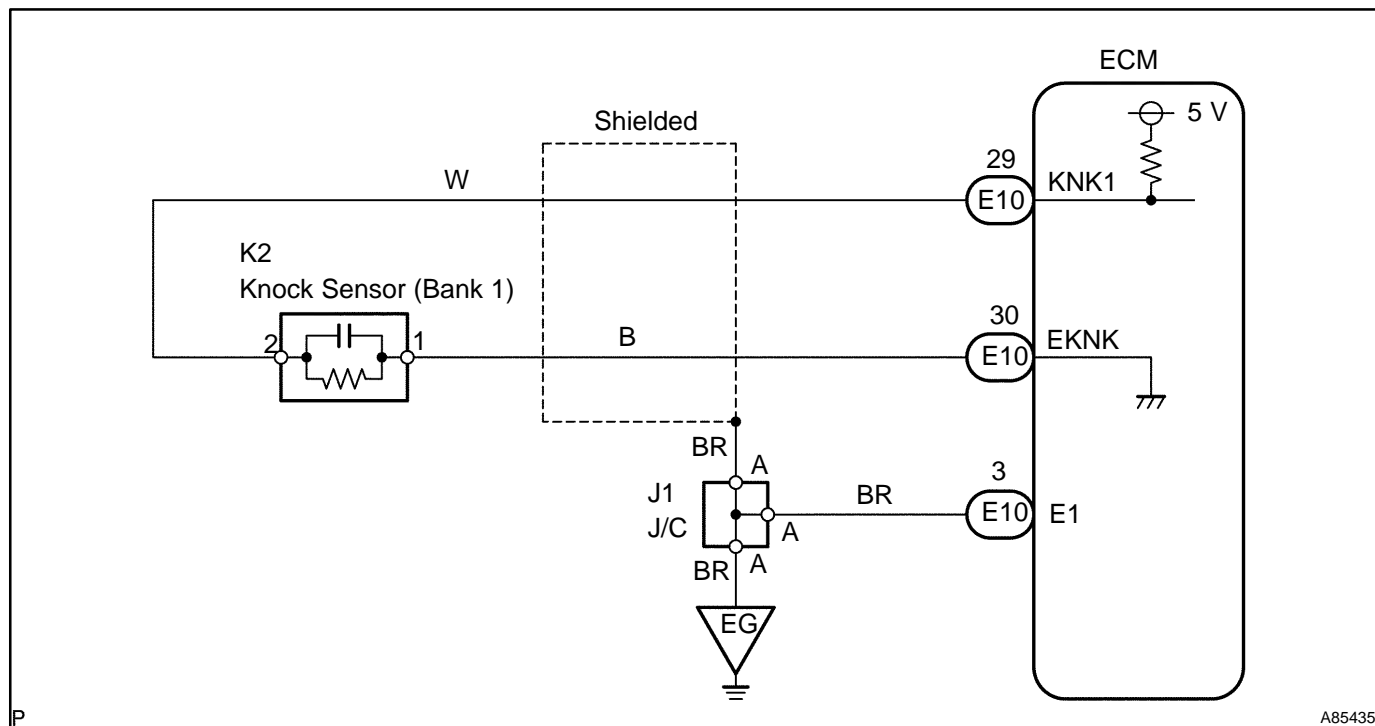 ECM
5 V
Shielded
29
W
E10
KNK1
K2
Knock Sensor (Bank 1)
30
2
1
B
E10
EKNK
BR
A
3
J1
BR
E10
E1
J/C
A
BR
A
EG
P
A85435